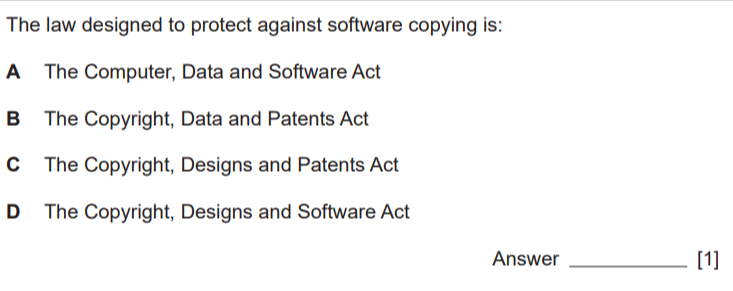 The law designed to protect against software copying is:
A The Computer, Data and Software Act
B The Copyright, Data and Patents Act
C The Copyright, Designs and Patents Act
D The Copyright, Designs and Software Act
Answer ____________ [1]